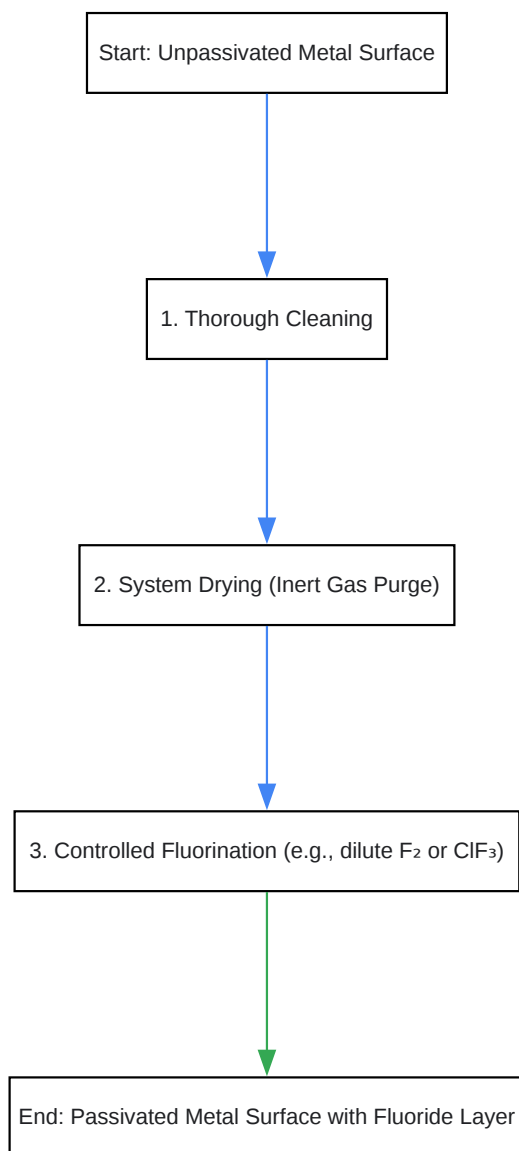 Start: Unpassivated Metal Surface
1. Thorough Cleaning
2. System Drying (Inert Gas Purge)
3. Controlled Fluorination (e.g., dilute F₂ or ClF₃)
End: Passivated Metal Surface with Fluoride Layer